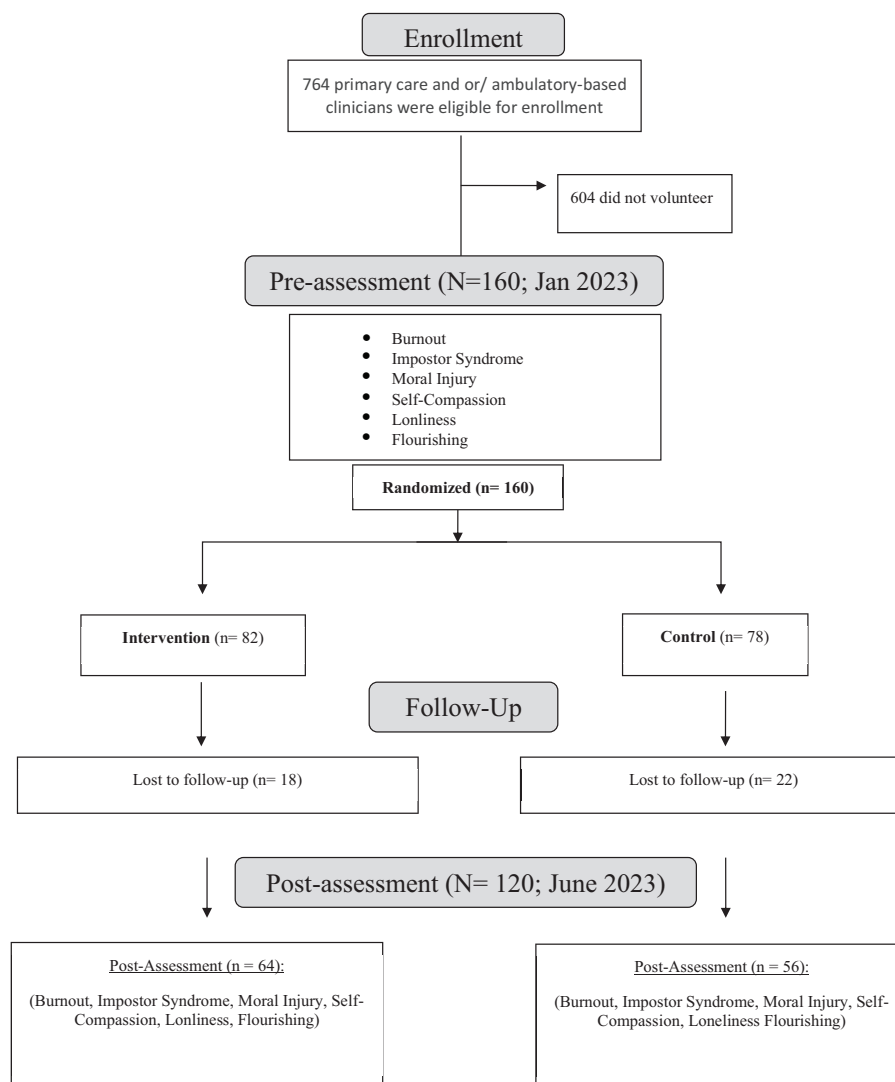 Enrollment
764 primary care and or/ ambulatory-based
clinicians were eligible for enrollment
604 did not volunteer
Pre-assessment (N=160; Jan 2023)
• Burnout
• Impostor Syndrome
• Moral Injury
• Self-Compassion
• Lonliness
• Flourishing
Randomized (n= 160)
Intervention (n= 82)
Control (n= 78)
Follow-Up
Lost to follow-up (n= 18)
Lost to follow-up (n= 22)
Post-assessment (N= 120; June 2023)
Post-Assessment (n = 64):
(Burnout, Impostor Syndrome, Moral Injury, Self-
Compassion, Lonliness, Flourishing)
Post-Assessment (n = 56):
(Burnout, Impostor Syndrome, Moral Injury, Self-
Compassion, Loneliness Flourishing)